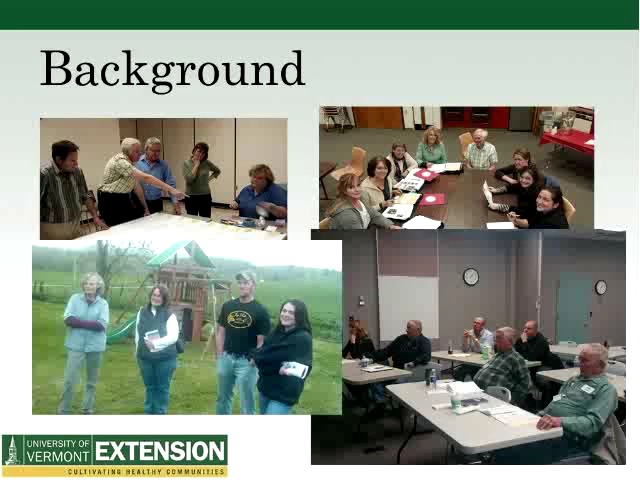 Background
UNIVERSITY OF
VERMONT
EXTENSION
CULTIVATING HEALTHY COMMUNITIES